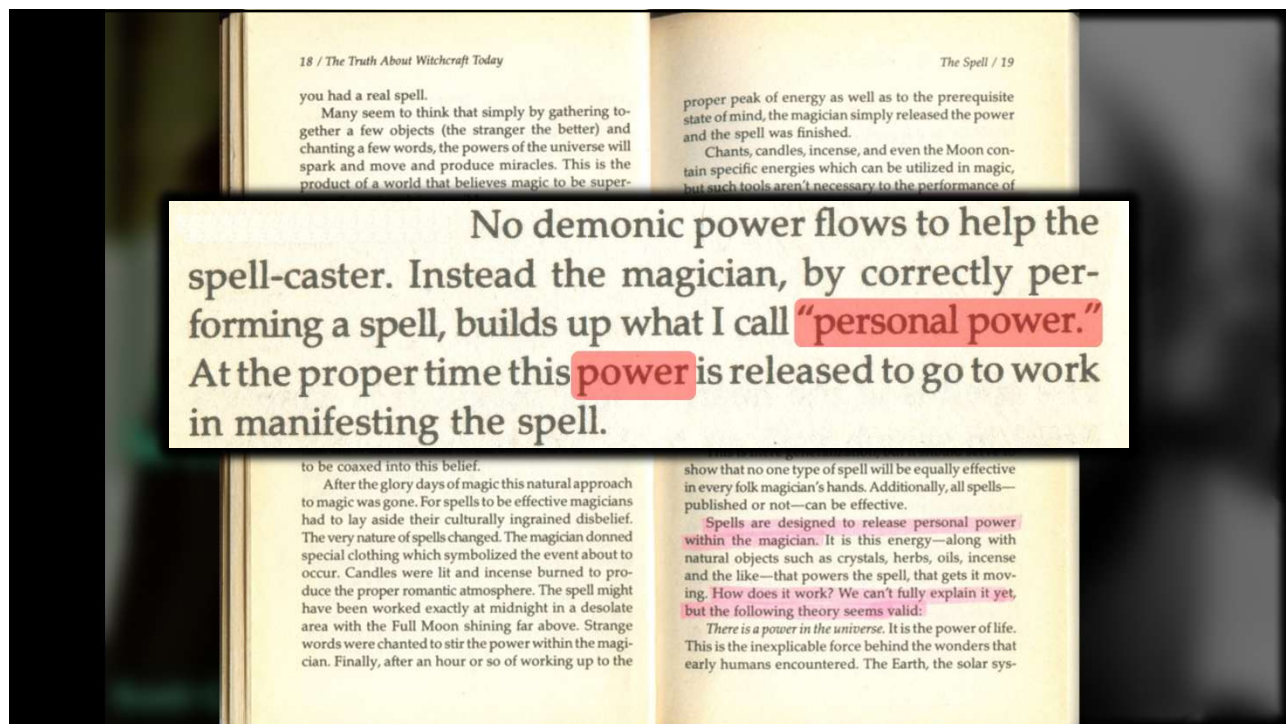 18 / The Truth About Witchcraft Today
you had a real spell.
Many seem to think that simply by gathering to-
gether a few objects (the stranger the better) and
chanting a few words, the powers of the universe will
spark and move and produce miracles. This is the
product of a world that believes magic to be super-
The Spell / 19
proper peak of energy as well as to the prerequisite
state of mind, the magician simply released the power
and the spell was finished.
Chants, candles, incense, and even the Moon con-
tain specific energies which can be utilized in magic,
but such tools aren't necessary to the performance of
No demonic power flows to help the
spell-caster. Instead the magician, by correctly per-
forming a spell, builds up what I call “personal power.”
At the proper time this power is released to go to work
in manifesting the spell.
to be coaxed into this belief.
After the glory days of magic this natural approach
to magic was gone. For spells to be effective magicians
had to lay aside their culturally ingrained disbelief.
The very nature of spells changed. The magician donned
special clothing which symbolized the event about to
occur. Candles were lit and incense burned to pro-
duce the proper romantic atmosphere. The spell might
have been worked exactly at midnight in a desolate
area with the Full Moon shining far above. Strange
words were chanted to stir the power within the magi-
cian. Finally, after an hour or so of working up to the
show that no one type of spell will be equally effective
in every folk magician's hands. Additionally, all spells—
published or not—can be effective.
Spells are designed to release personal power
within the magician. It is this energy—along with
natural objects such as crystals, herbs, oils, incense
and the like—that powers the spell, that gets it mov-
ing. How does it work? We can't fully explain it yet,
but the following theory seems valid:
There is a power in the universe. It is the power of life.
This is the inexplicable force behind the wonders that
early humans encountered. The Earth, the solar sys-